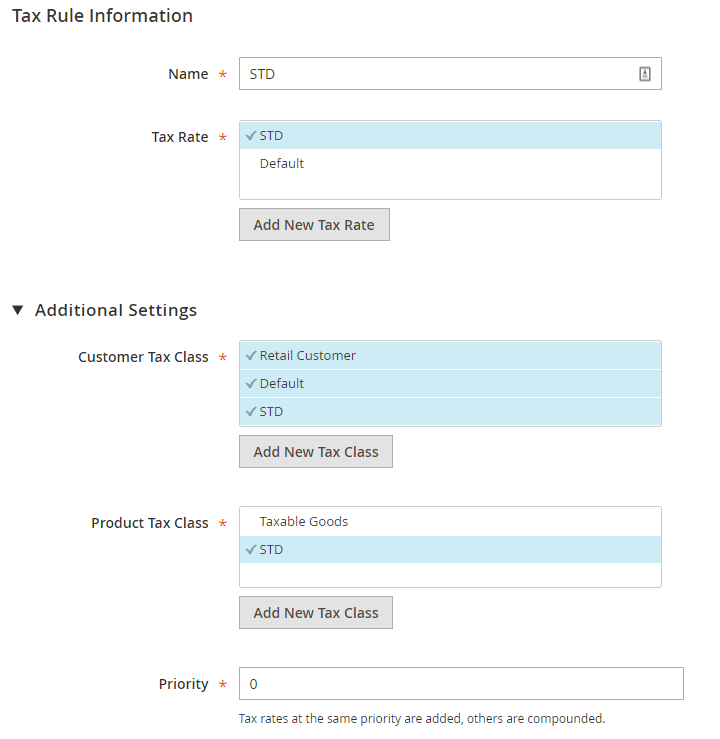 Tax Rule Information
Name *
STD
Tax Rate *
STD
Default
Add New Tax Rate
Additional Settings
Customer Tax Class *
Retail Customer
Default
STD
Add New Tax Class
Product Tax Class *
Taxable Goods
STD
Add New Tax Class
Priority *
0
Tax rates at the same priority are added, others are compounded.